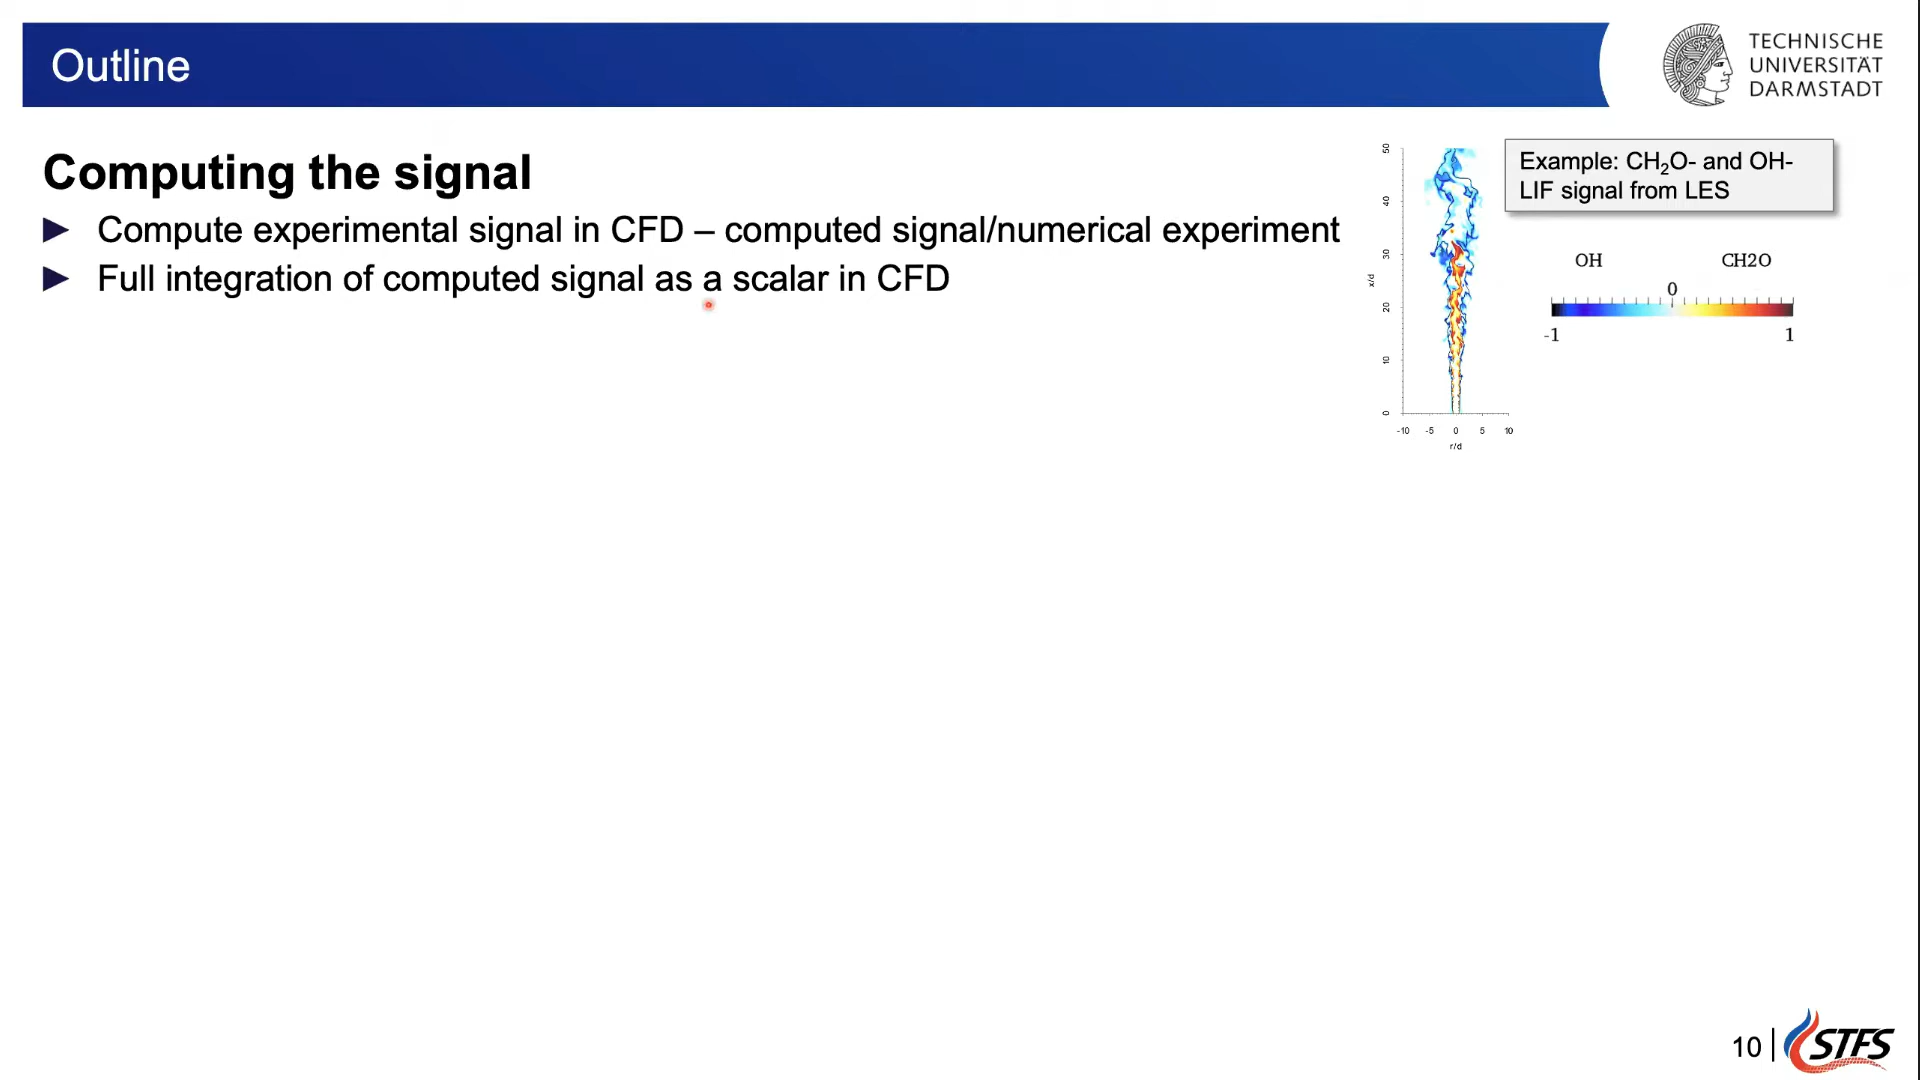 Outline
TECHNISCHE
UNIVERSITÄT
DARMSTADT
Computing the signal
► Compute experimental signal in CFD – computed signal/numerical experiment
► Full integration of computed signal as a scalar in CFD
Example: CH₂O- and OH-
LIF signal from LES
OH CH2O
0
-1 1
50
40
30
x/d
20
10
0
-10 -5 0 5 10
r/d
10
STFS